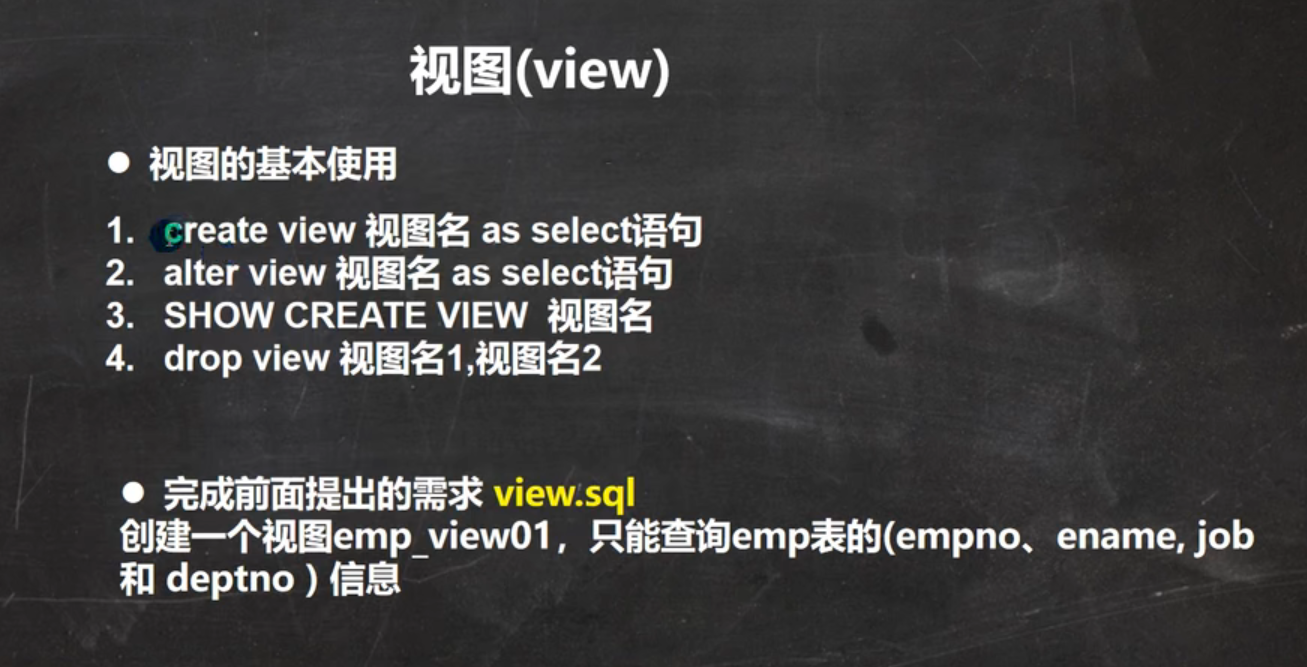 视图(view)
● 视图的基本使用
1. create view 视图名 as select语句
2. alter view 视图名 as select语句
3. SHOW CREATE VIEW 视图名
4. drop view 视图名1,视图名2
● 完成前面提出的需求 view.sql
创建一个视图emp_view01，只能查询emp表的(empno、ename, job
和 deptno ) 信息